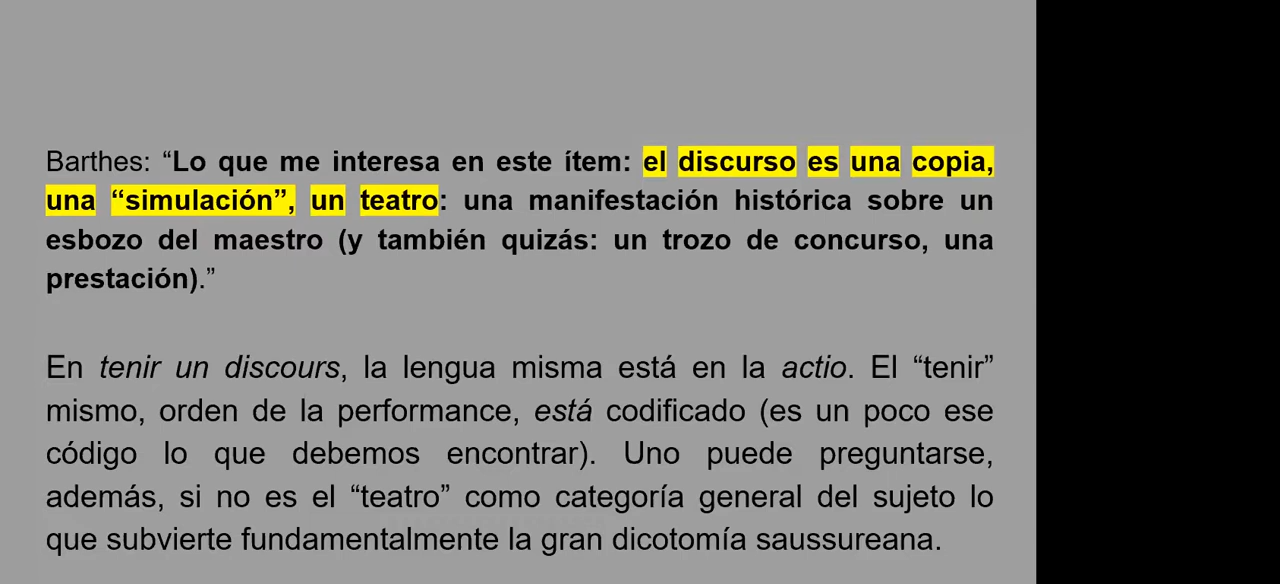 Barthes: “Lo que me interesa en este ítem: el discurso es una copia,
una “simulación”, un teatro: una manifestación histórica sobre un
esbozo del maestro (y también quizás: un trozo de concurso, una
prestación).”
En tenir un discours, la lengua misma está en la actio. El “tenir”
mismo, orden de la performance, está codificado (es un poco ese
código lo que debemos encontrar). Uno puede preguntarse,
además, si no es el “teatro” como categoría general del sujeto lo
que subvierte fundamentalmente la gran dicotomía saussureana.